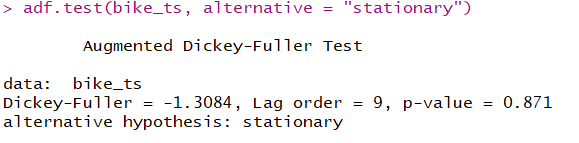 > adf.test(bike_ts, alternative = "stationary")
Augmented Dickey-Fuller Test
data:  bike_ts
Dickey-Fuller = -1.3084, Lag order = 9, p-value = 0.871
alternative hypothesis: stationary